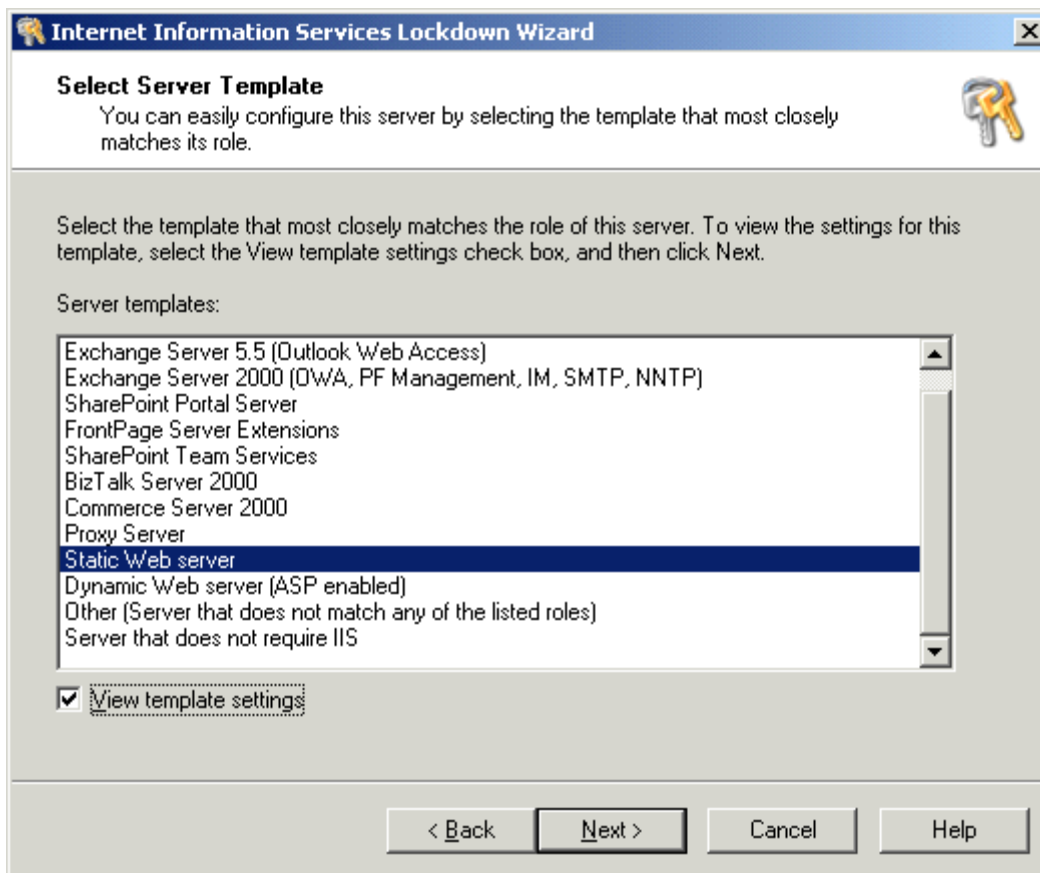 Internet Information Services Lockdown Wizard
Select Server Template
You can easily configure this server by selecting the template that most closely
matches its role.
Select the template that most closely matches the role of this server. To view the settings for this
template, select the View template settings check box, and then click Next.
Server templates:
Exchange Server 5.5 (Outlook Web Access)
Exchange Server 2000 (OWA, PF Management, IM, SMTP, NNTP)
SharePoint Portal Server
FrontPage Server Extensions
SharePoint Team Services
BizTalk Server 2000
Commerce Server 2000
Proxy Server
Static Web server
Dynamic Web server (ASP enabled)
Other (Server that does not match any of the listed roles)
Server that does not require IIS
View template settings
< Back Next > Cancel Help